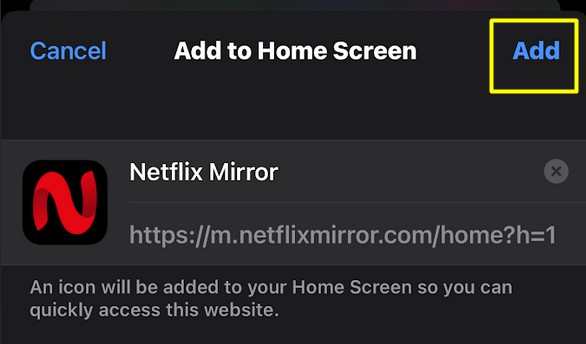 Cancel Add to Home Screen Add
Netflix Mirror
https://m.netflixmirror.com/home?h=1
An icon will be added to your Home Screen so you can
quickly access this website.